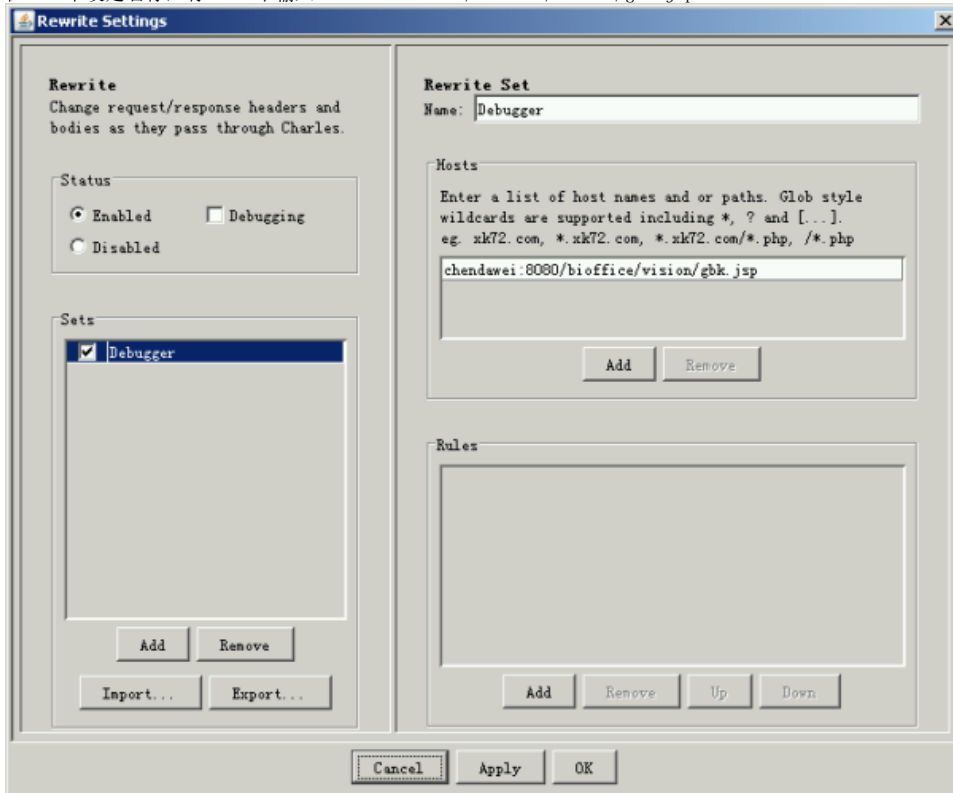 Rewrite Settings
Rewrite
Change request/response headers and
bodies as they pass through Charles.
Status
Enabled
Debugging
Disabled
Sets
Debugger
Add
Remove
Import...
Export...
Rewrite Set
Name: Debugger
Hosts
Enter a list of host names and or paths. Glob style
wildcards are supported including *, ? and [...].
eg. xk72.com, *.xk72.com, *.xk72.com/*.php, /*.php
chendawei:8080/bioffice/vision/gbk.jsp
Add
Remove
Rules
Add
Remove
Up
Down
Cancel
Apply
OK